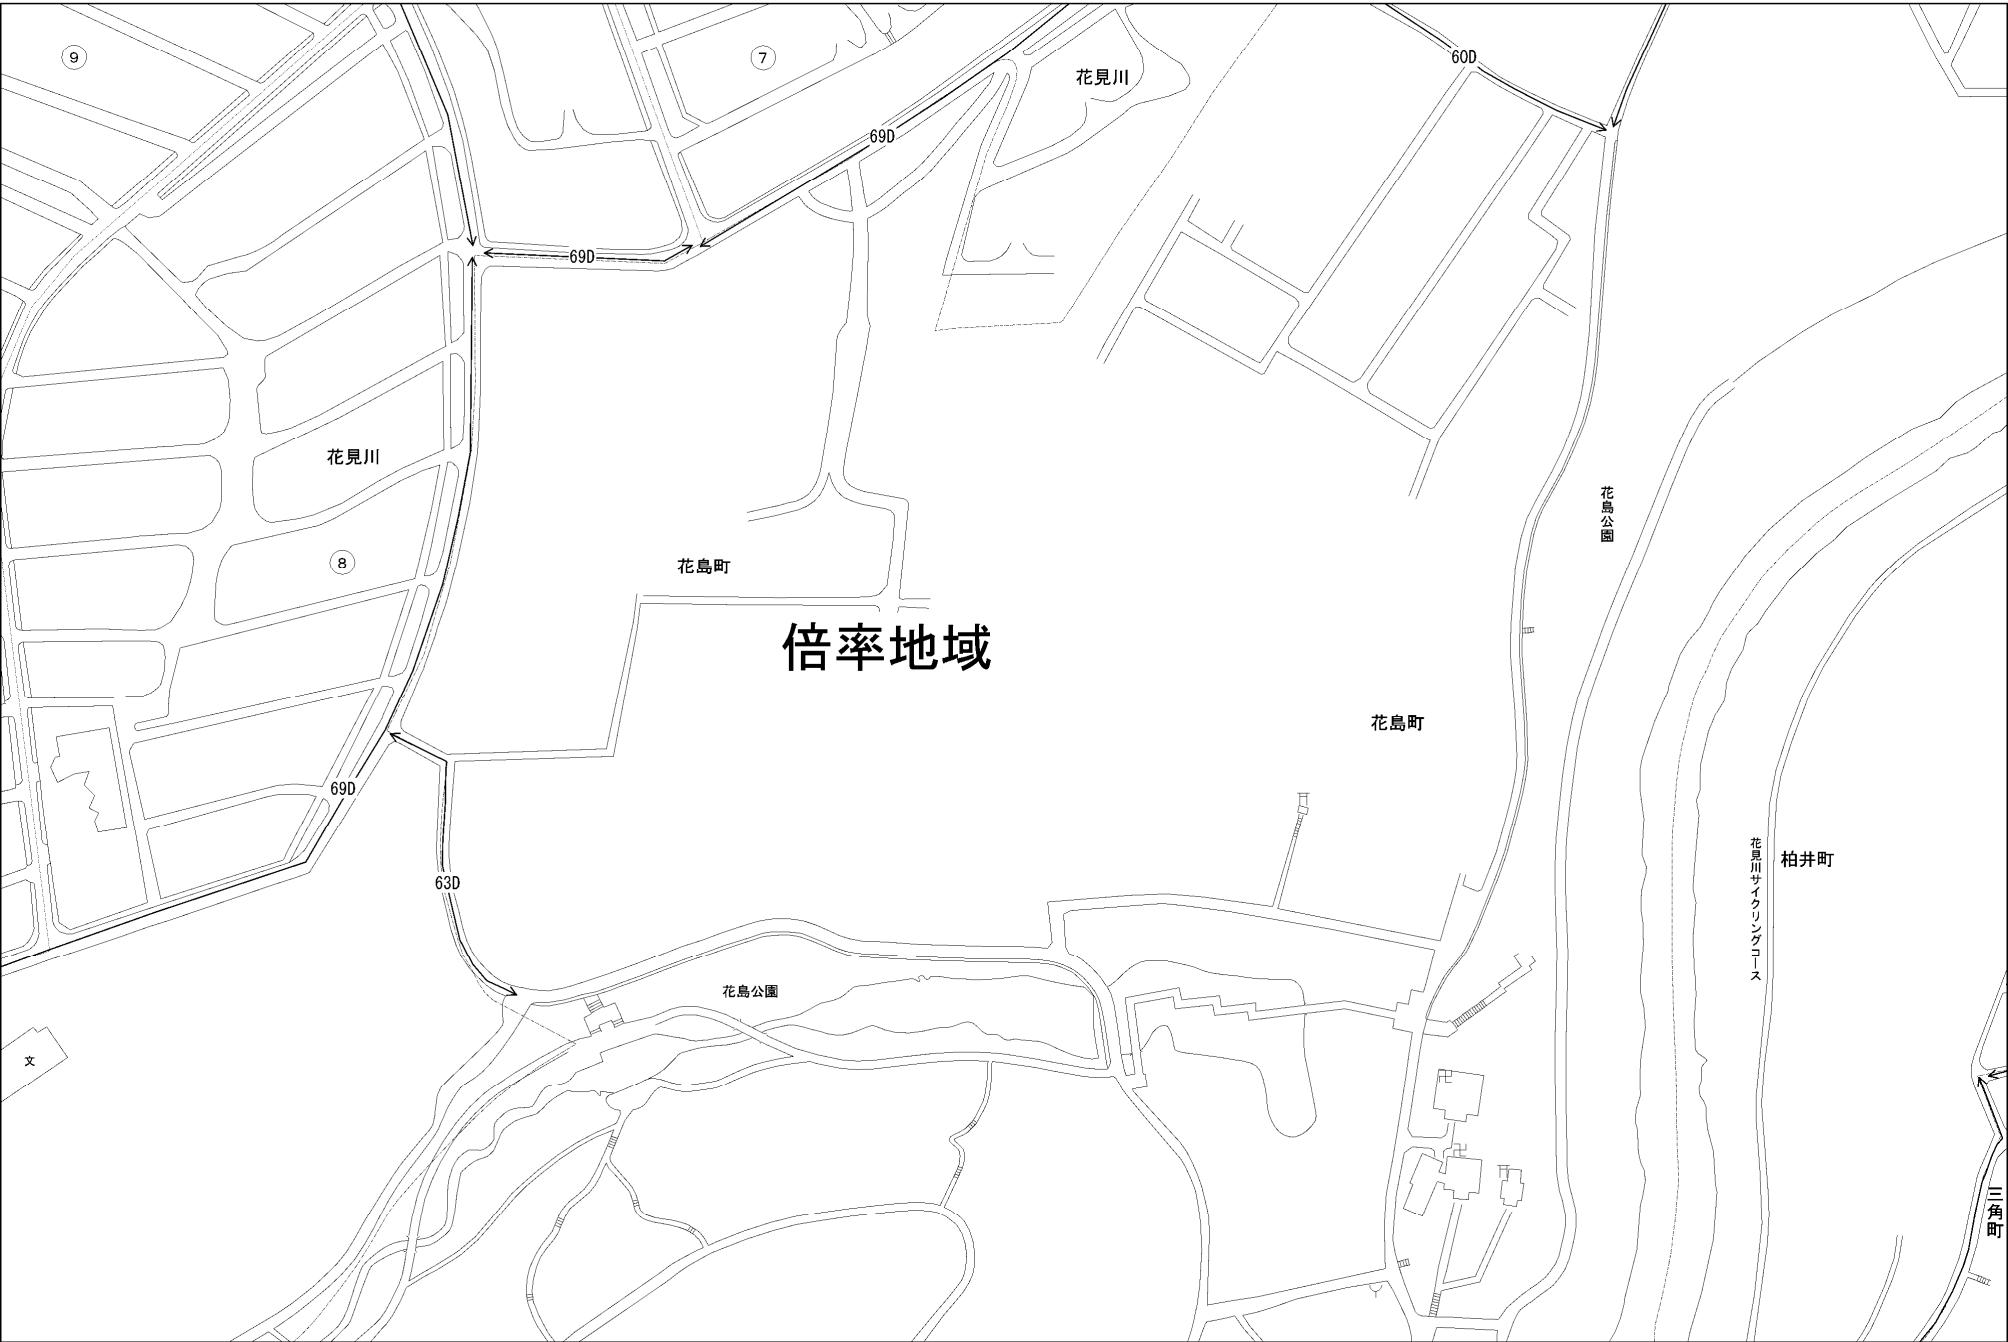 9
7
花見川
60D
69D
69D
花見川
花島公園
8
花島町
倍率地域
花島町
69D
花見川サイクリングコース
柏井町
63D
花島公園
文
三角町